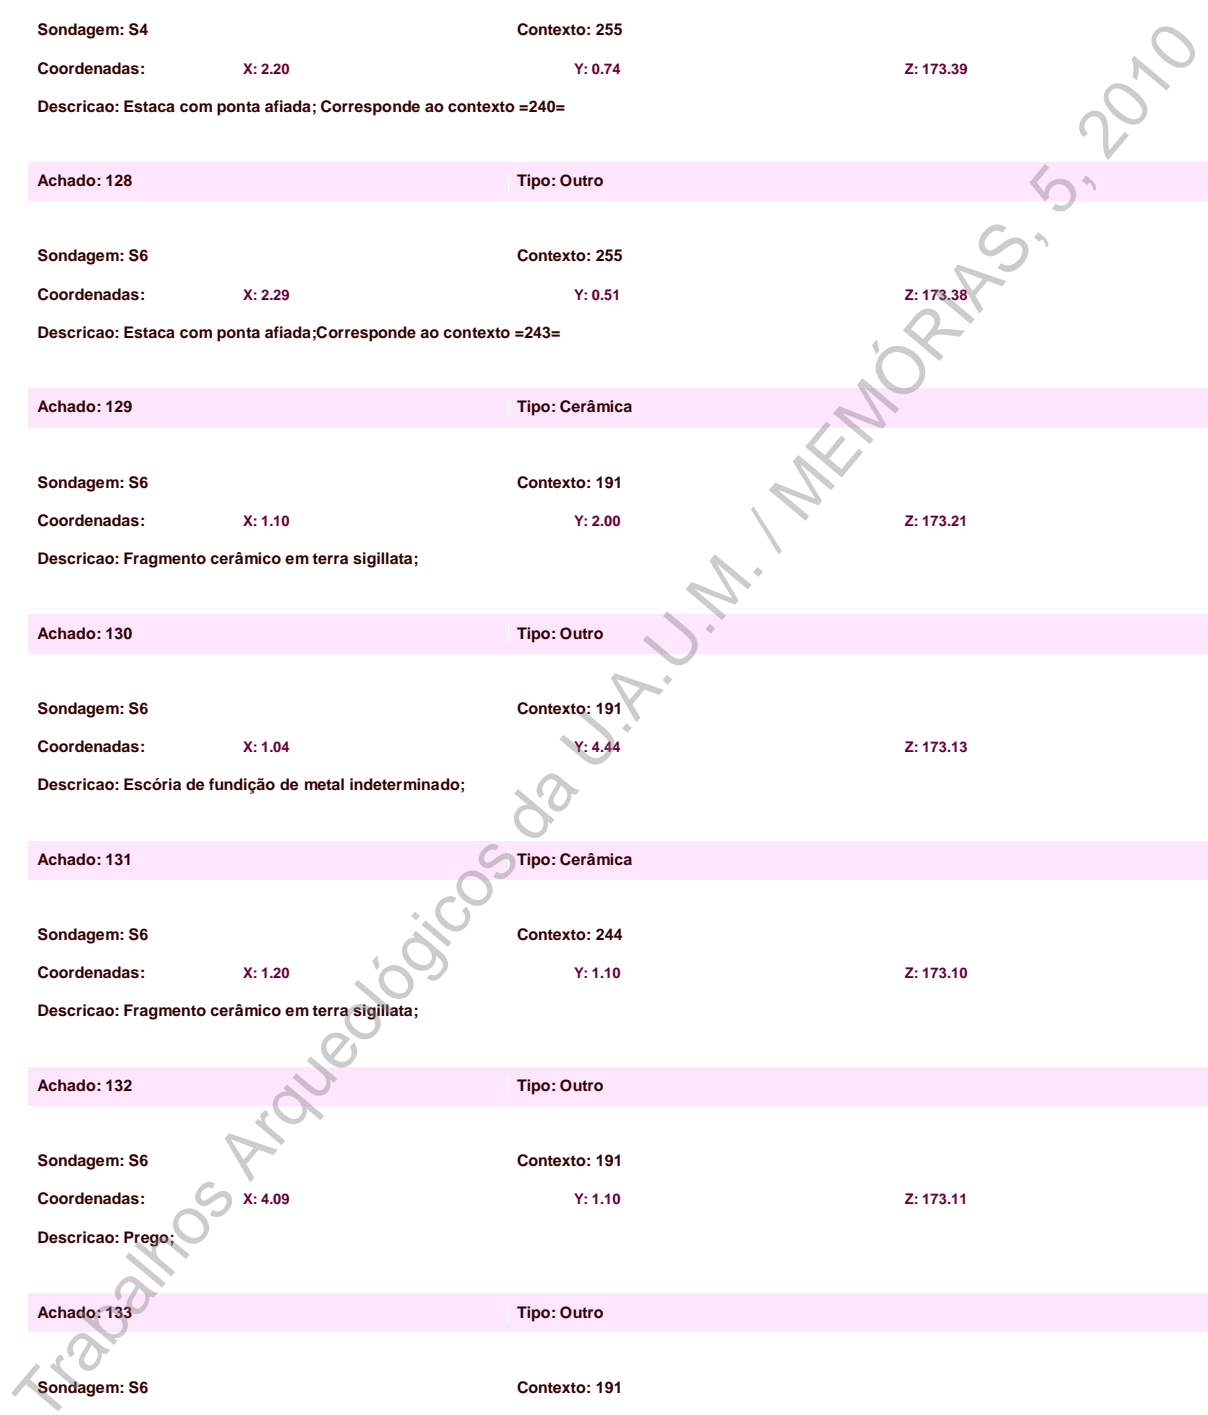 Sondagem: S4 Contexto: 255
Coordenadas: X: 2.20 Y: 0.74 Z: 173.39
Descricao: Estaca com ponta afiada; Corresponde ao contexto =240=
Achado: 128 Tipo: Outro
Sondagem: S6 Contexto: 255
Coordenadas: X: 2.29 Y: 0.51 Z: 173.38
Descricao: Estaca com ponta afiada;Corresponde ao contexto =243=
Achado: 129 Tipo: Cerâmica
Sondagem: S6 Contexto: 191
Coordenadas: X: 1.10 Y: 2.00 Z: 173.21
Descricao: Fragmento cerâmico em terra sigillata;
Achado: 130 Tipo: Outro
Sondagem: S6 Contexto: 191
Coordenadas: X: 1.04 Y: 4.44 Z: 173.13
Descricao: Escória de fundição de metal indeterminado;
Achado: 131 Tipo: Cerâmica
Sondagem: S6 Contexto: 244
Coordenadas: X: 1.20 Y: 1.10 Z: 173.10
Descricao: Fragmento cerâmico em terra sigillata;
Achado: 132 Tipo: Outro
Sondagem: S6 Contexto: 191
Coordenadas: X: 4.09 Y: 1.10 Z: 173.11
Descricao: Prego;
Achado: 133 Tipo: Outro
Sondagem: S6 Contexto: 191
Trabalhos Arqueológicos da U.A.U.M. / MEMÓRIAS, 5, 2010